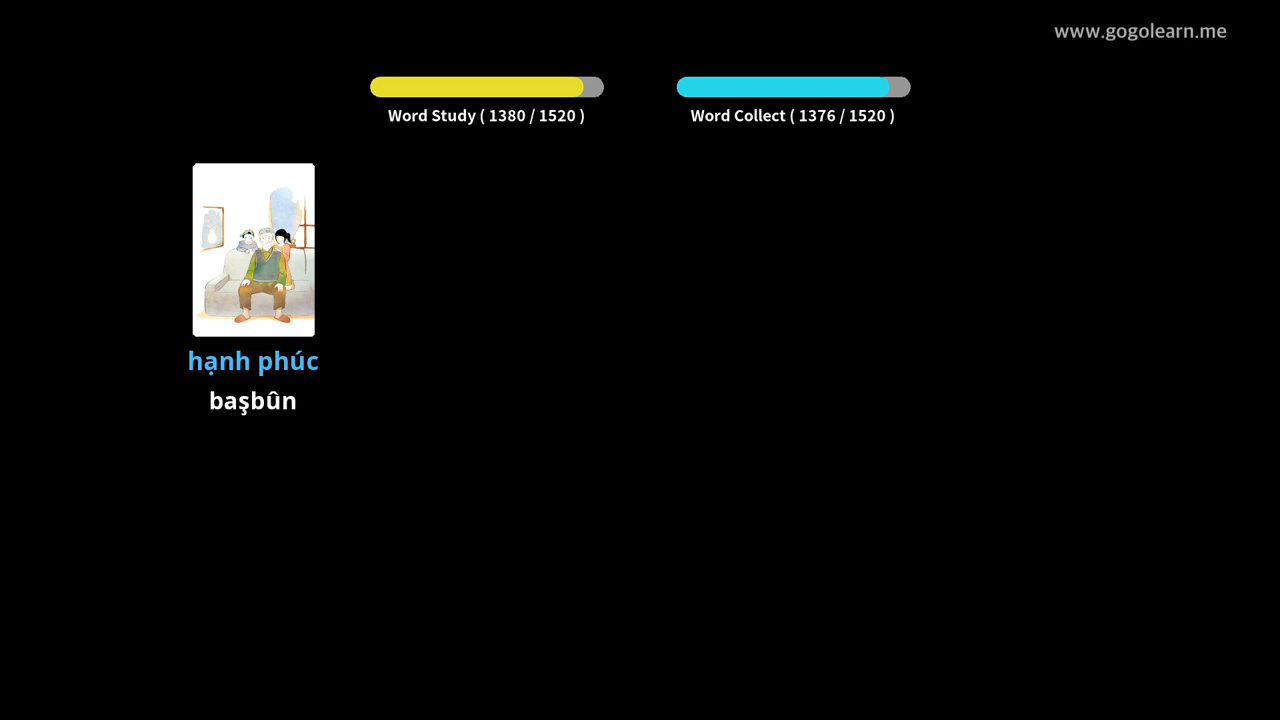 www.gogolearn.me
Word Study ( 1380 / 1520 )
Word Collect ( 1376 / 1520 )
hạnh phúc
başbûn